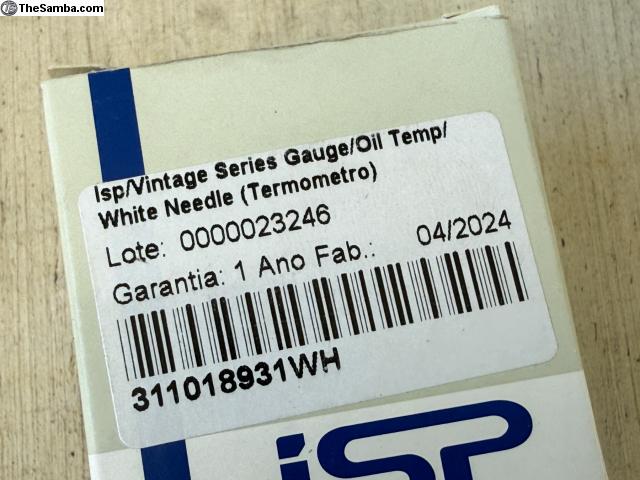 TheSamba.com
Isp/Vintage Series Gauge/Oil Temp/
White Needle (Termometro)
Lote: 0000023246
Garantia: 1 Ano Fab.: 04/2024
311018931WH
iSP